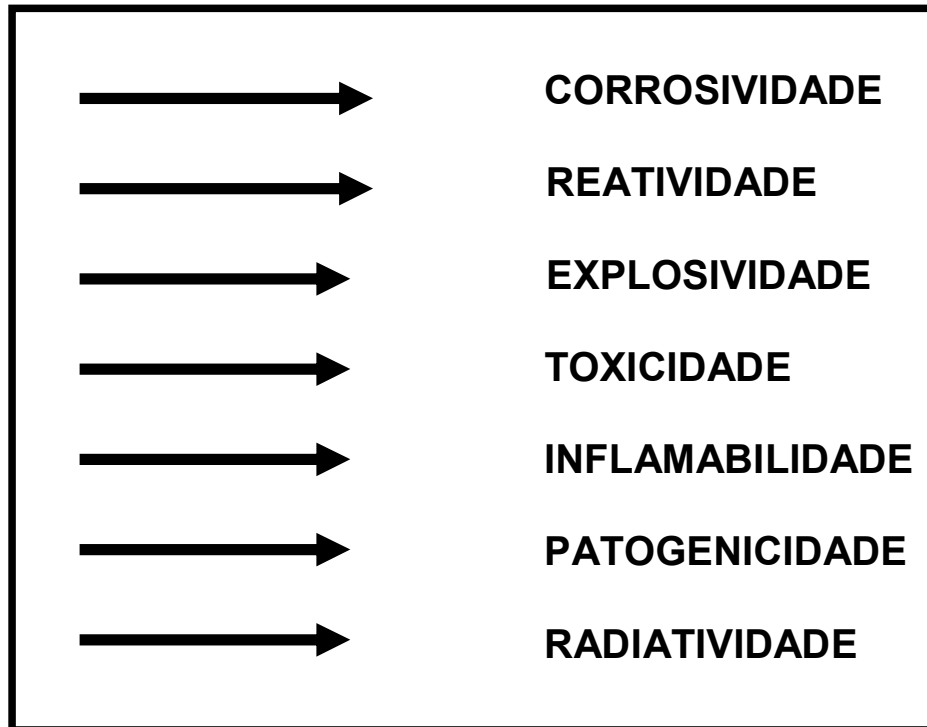 CORROSIVIDADE
REATIVIDADE
EXPLOSIVIDADE
TOXICIDADE
INFLAMABILIDADE
PATOGENICIDADE
RADIATIVIDADE